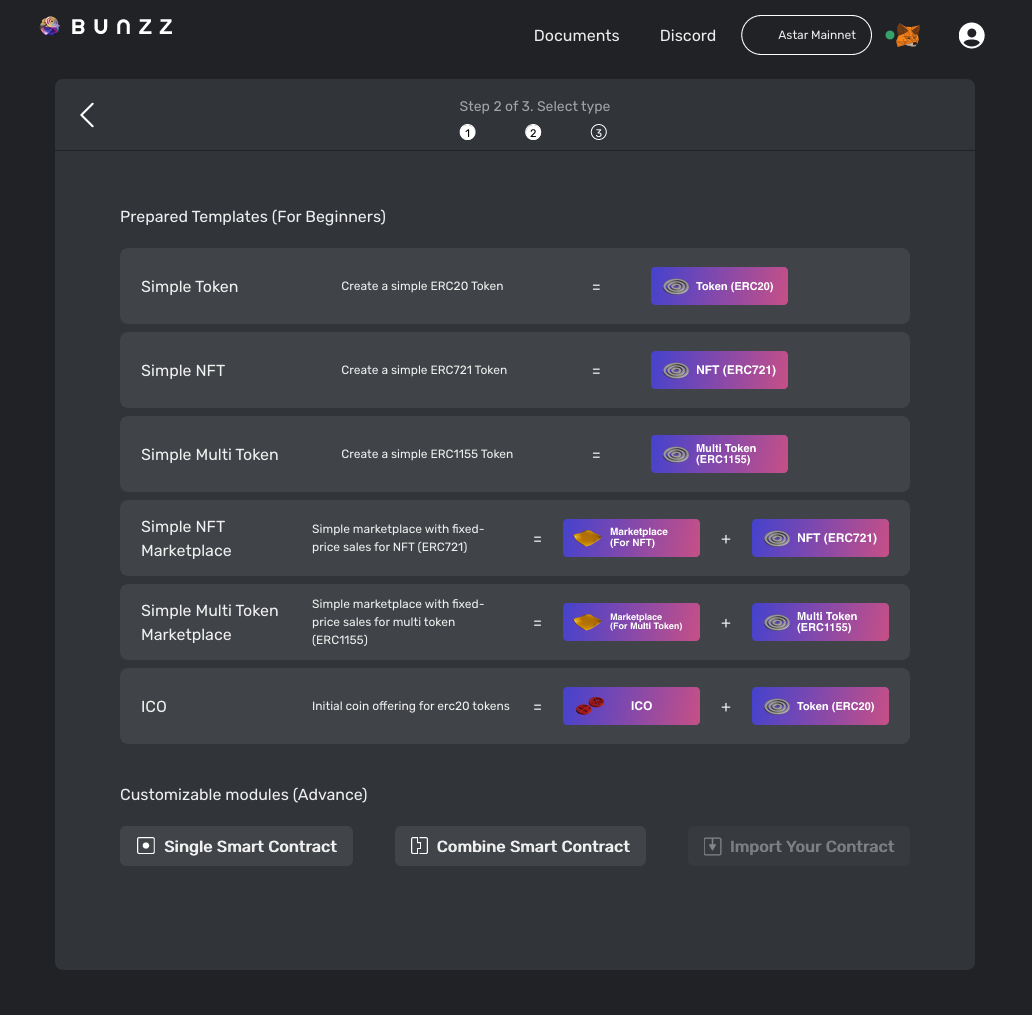 BUNZZ
Documents
Discord
Astar Mainnet
Step 2 of 3. Select type
1
2
3
Prepared Templates (For Beginners)
Simple Token
Create a simple ERC20 Token
=
Token (ERC20)
Simple NFT
Create a simple ERC721 Token
=
NFT (ERC721)
Simple Multi Token
Create a simple ERC1155 Token
=
Multi Token
(ERC1155)
Simple NFT
Marketplace
Simple marketplace with fixed-
price sales for NFT (ERC721)
=
Marketplace
(For NFT)
+
NFT (ERC721)
Simple Multi Token
Marketplace
Simple marketplace with fixed-
price sales for multi token
(ERC1155)
=
Marketplace
(For Multi Token)
+
Multi Token
(ERC1155)
ICO
Initial coin offering for erc20 tokens
=
ICO
+
Token (ERC20)
Customizable modules (Advance)
Single Smart Contract
Combine Smart Contract
Import Your Contract